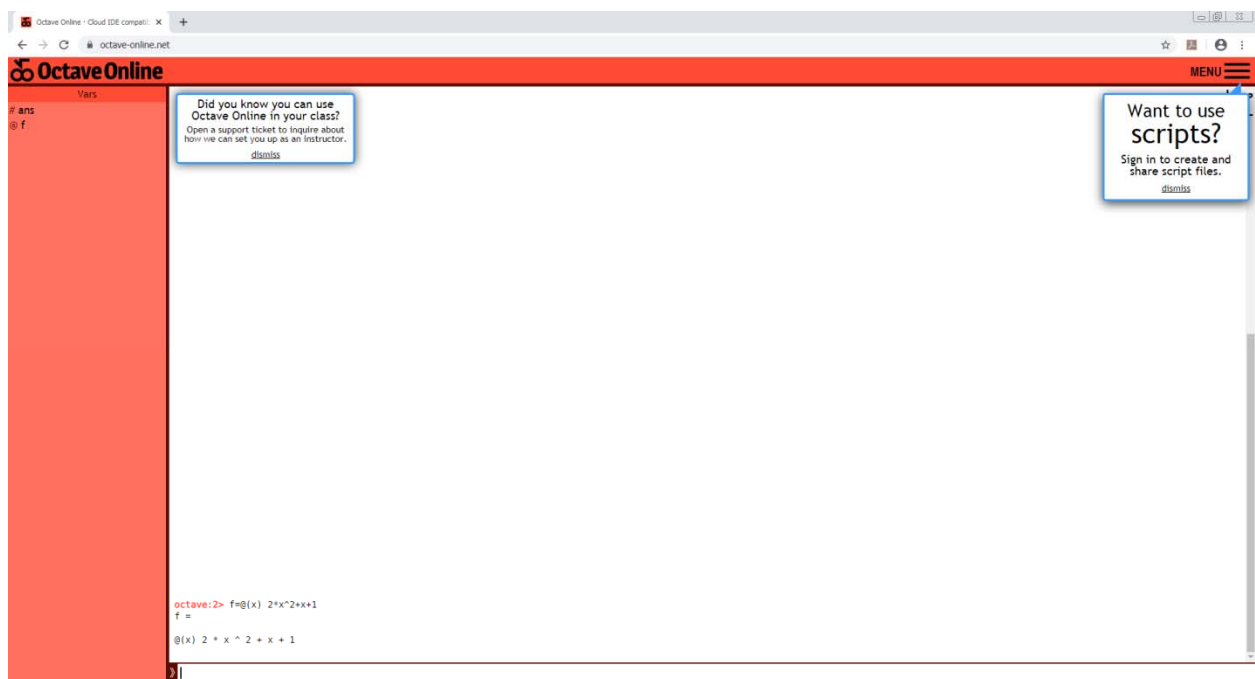 Octave Online · Cloud IDE compatib
octave-online.net
Octave Online
MENU
Vars
# ans
@ f
Did you know you can use
Octave Online in your class?
Open a support ticket to inquire about
how we can set you up as an instructor.
dismiss
Want to use
scripts?
Sign in to create and
share script files.
dismiss
octave:2> f=@(x) 2*x^2+x+1
f =
@(x) 2 * x ^ 2 + x + 1